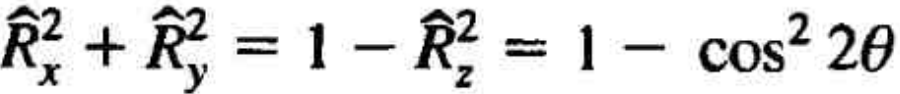 R̂ₓ² + R̂ᵧ² = 1 − R̂_z² = 1 − cos² 2θ